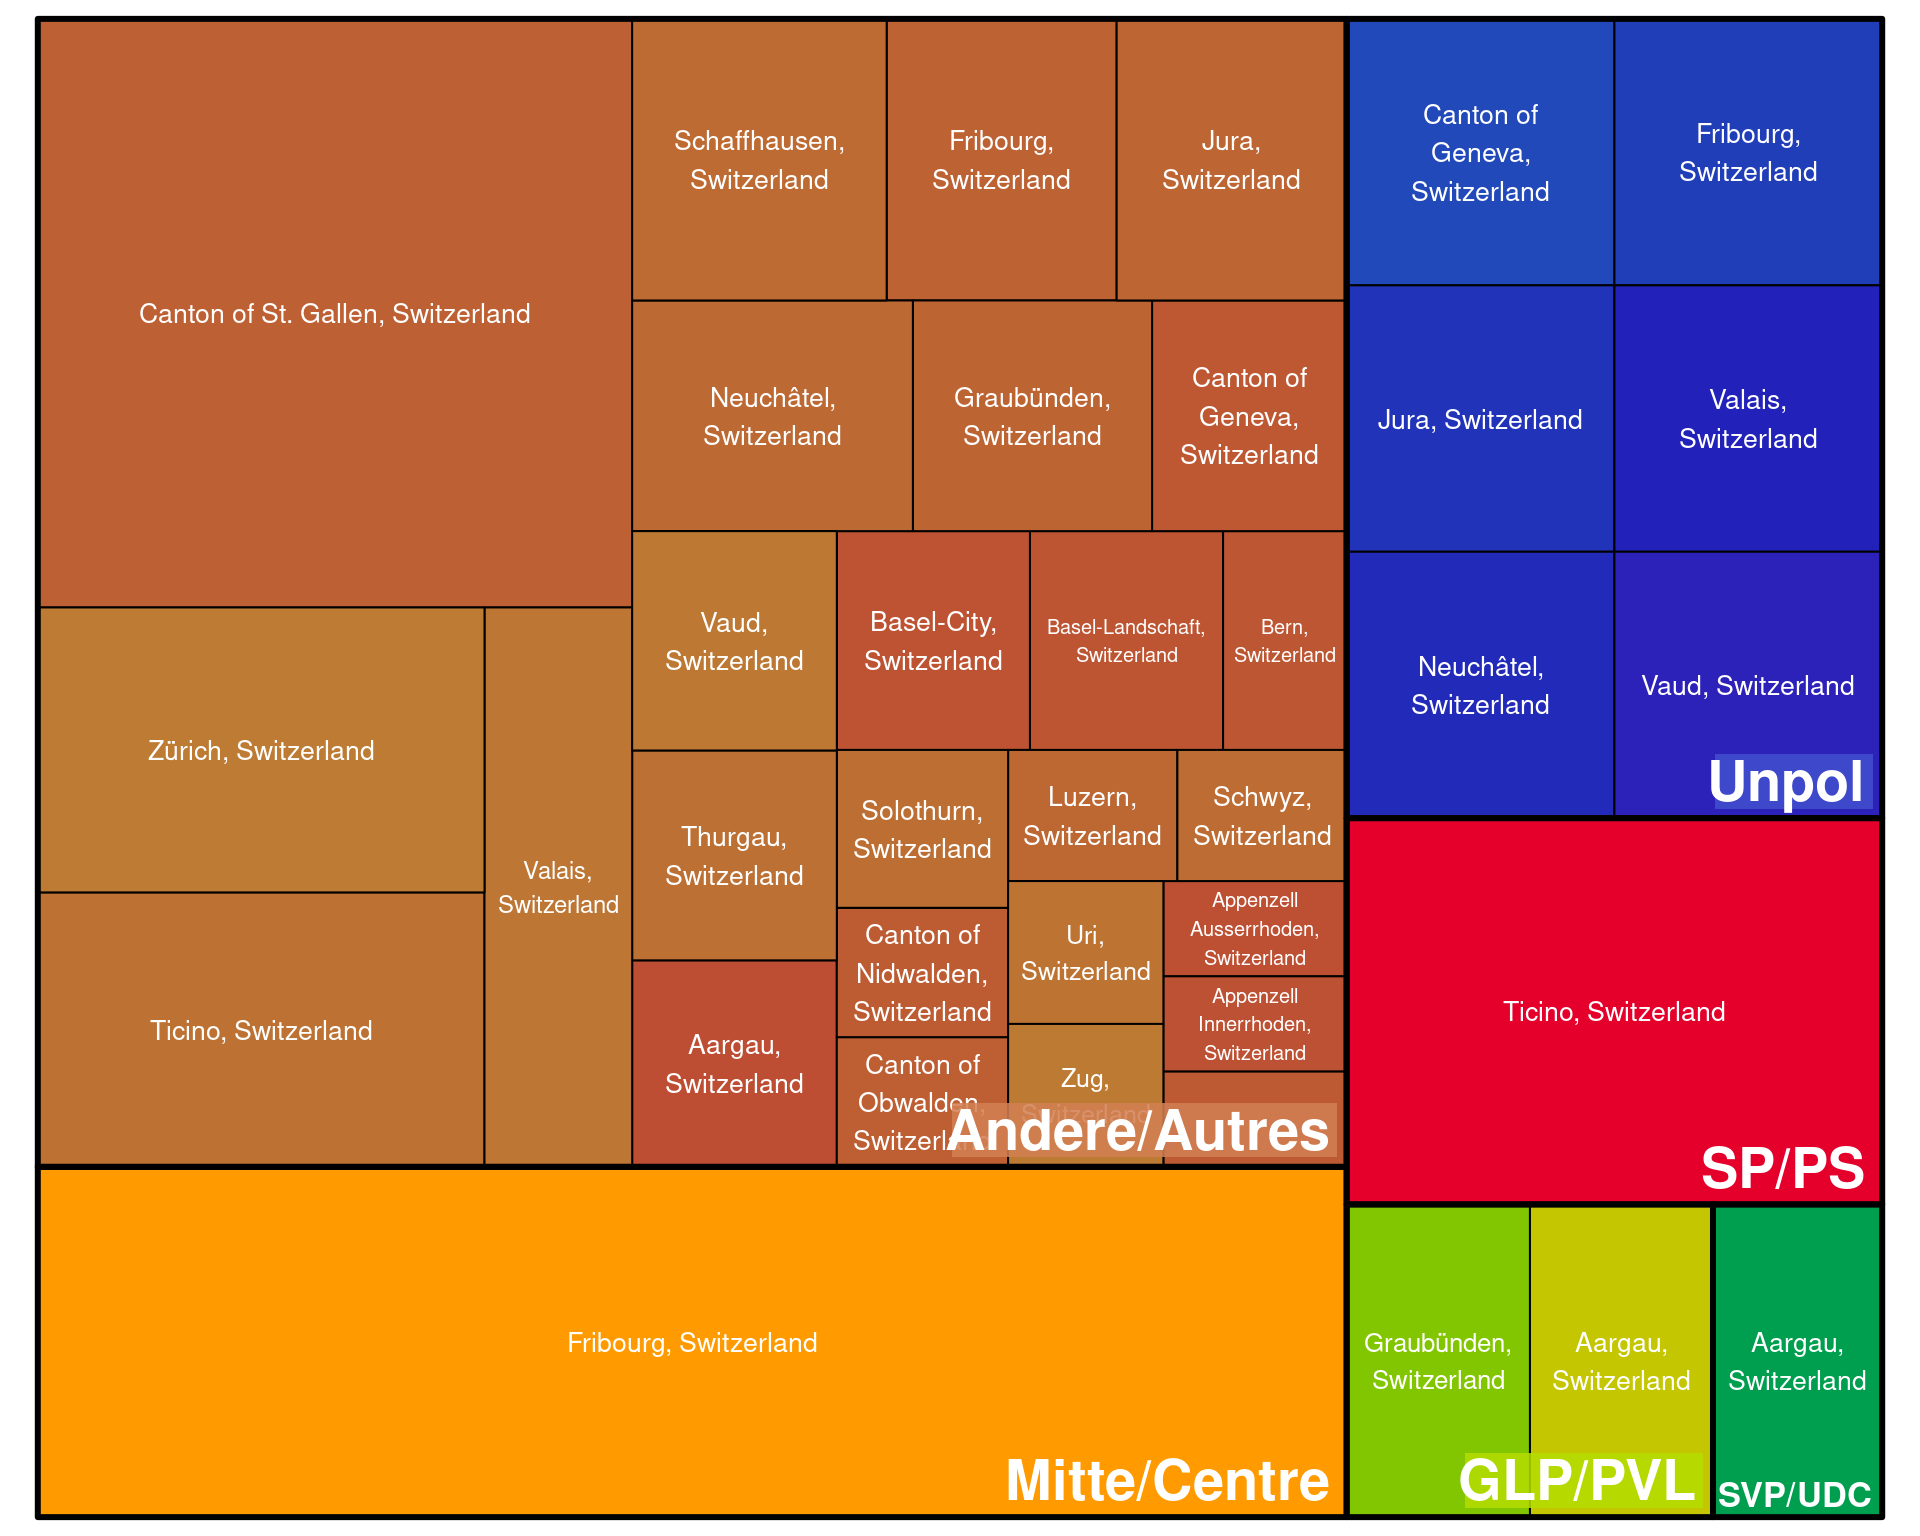 Canton of St. Gallen, Switzerland
Schaffhausen,
Switzerland
Fribourg,
Switzerland
Jura,
Switzerland
Neuchâtel,
Switzerland
Graubünden,
Switzerland
Canton of
Geneva,
Switzerland
Zürich, Switzerland
Ticino, Switzerland
Valais,
Switzerland
Vaud,
Switzerland
Basel-City,
Switzerland
Basel-Landschaft,
Switzerland
Bern,
Switzerland
Thurgau,
Switzerland
Aargau,
Switzerland
Solothurn,
Switzerland
Luzern,
Switzerland
Schwyz,
Switzerland
Canton of
Nidwalden,
Switzerland
Canton of
Obwalden,
Switzerland
Uri,
Switzerland
Zug,
Switzerland
Appenzell
Ausserrhoden,
Switzerland
Appenzell
Innerrhoden,
Switzerland
Andere/Autres
Fribourg, Switzerland
Mitte/Centre
Canton of
Geneva,
Switzerland
Fribourg,
Switzerland
Jura, Switzerland
Valais,
Switzerland
Neuchâtel,
Switzerland
Vaud, Switzerland
Unpol
Ticino, Switzerland
SP/PS
Graubünden,
Switzerland
Aargau,
Switzerland
GLP/PVL
Aargau,
Switzerland
SVP/UDC